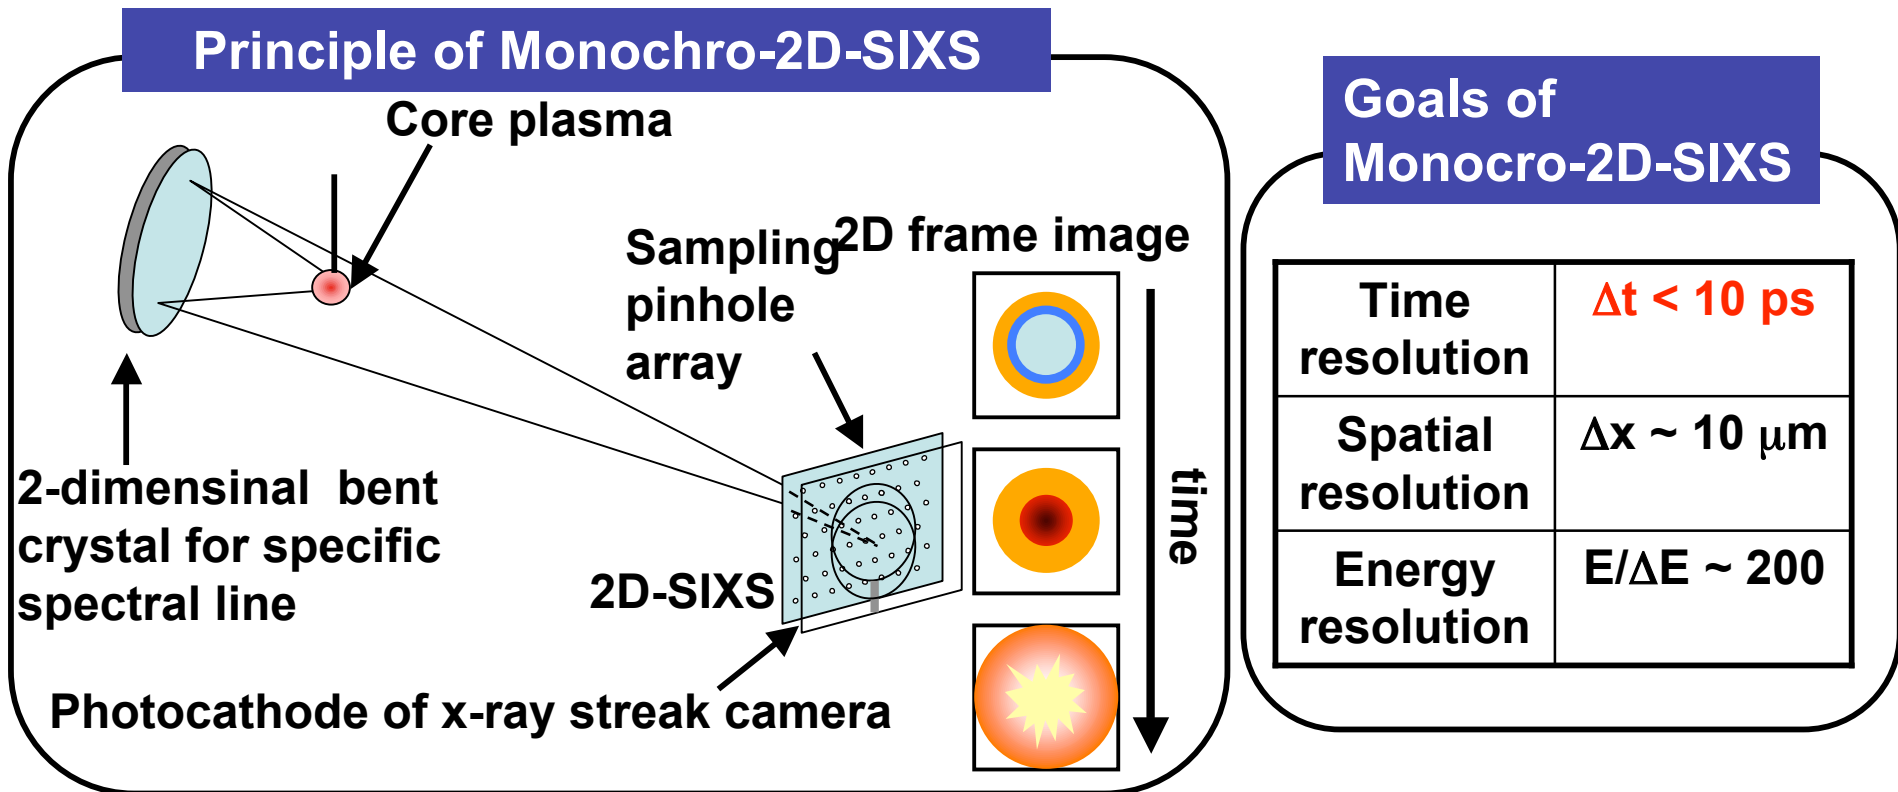 Principle of Monochro-2D-SIXS
Core plasma
Sampling
pinhole
array
2D frame image
time
2-dimensinal bent
crystal for specific
spectral line
2D-SIXS
Photocathode of x-ray streak camera
Goals of
Monocro-2D-SIXS
Time
resolution
Δt < 10 ps
Spatial
resolution
Δx ~ 10 μm
Energy
resolution
E/ΔE ~ 200